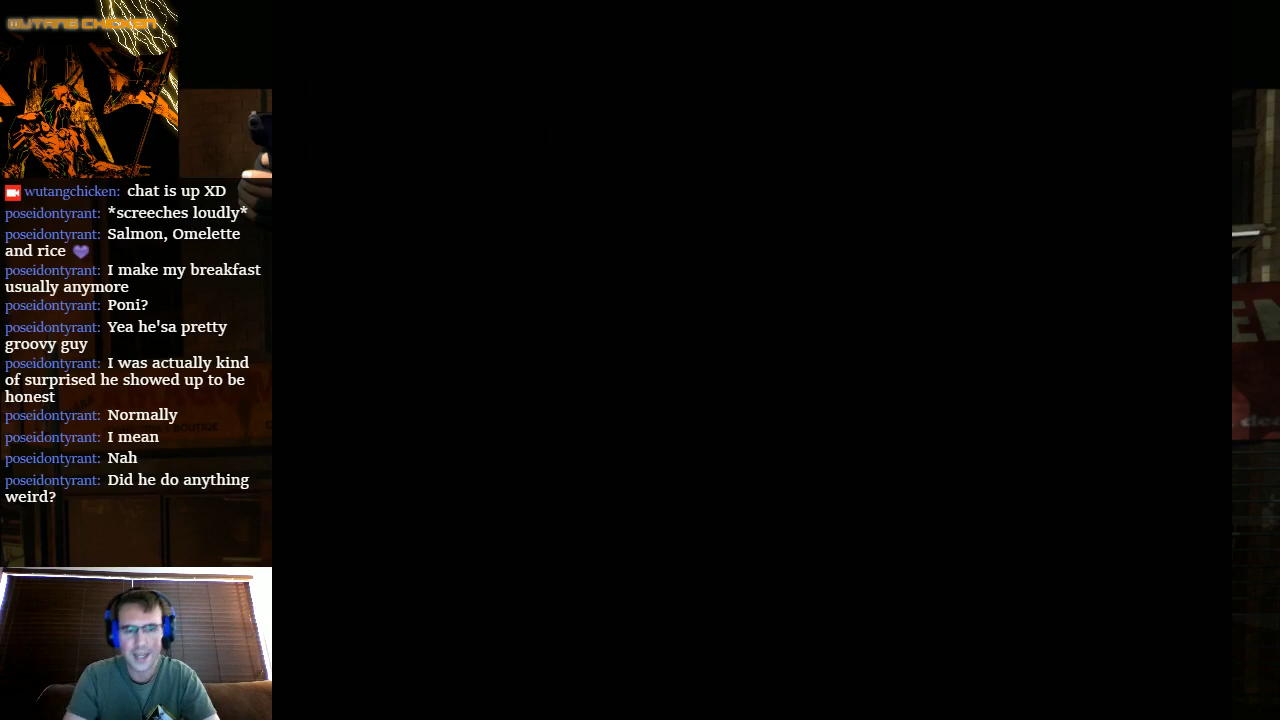 WUTANG CHICKEN
wutangchicken: chat is up XD
poseidontyrant: *screeches loudly*
poseidontyrant: Salmon, Omelette
and rice 💜
poseidontyrant: I make my breakfast
usually anymore
poseidontyrant: Poni?
poseidontyrant: Yea he'sa pretty
groovy guy
poseidontyrant: I was actually kind
of surprised he showed up to be
honest
poseidontyrant: Normally
poseidontyrant: I mean
poseidontyrant: Nah
poseidontyrant: Did he do anything
weird?
BOUTIQUE